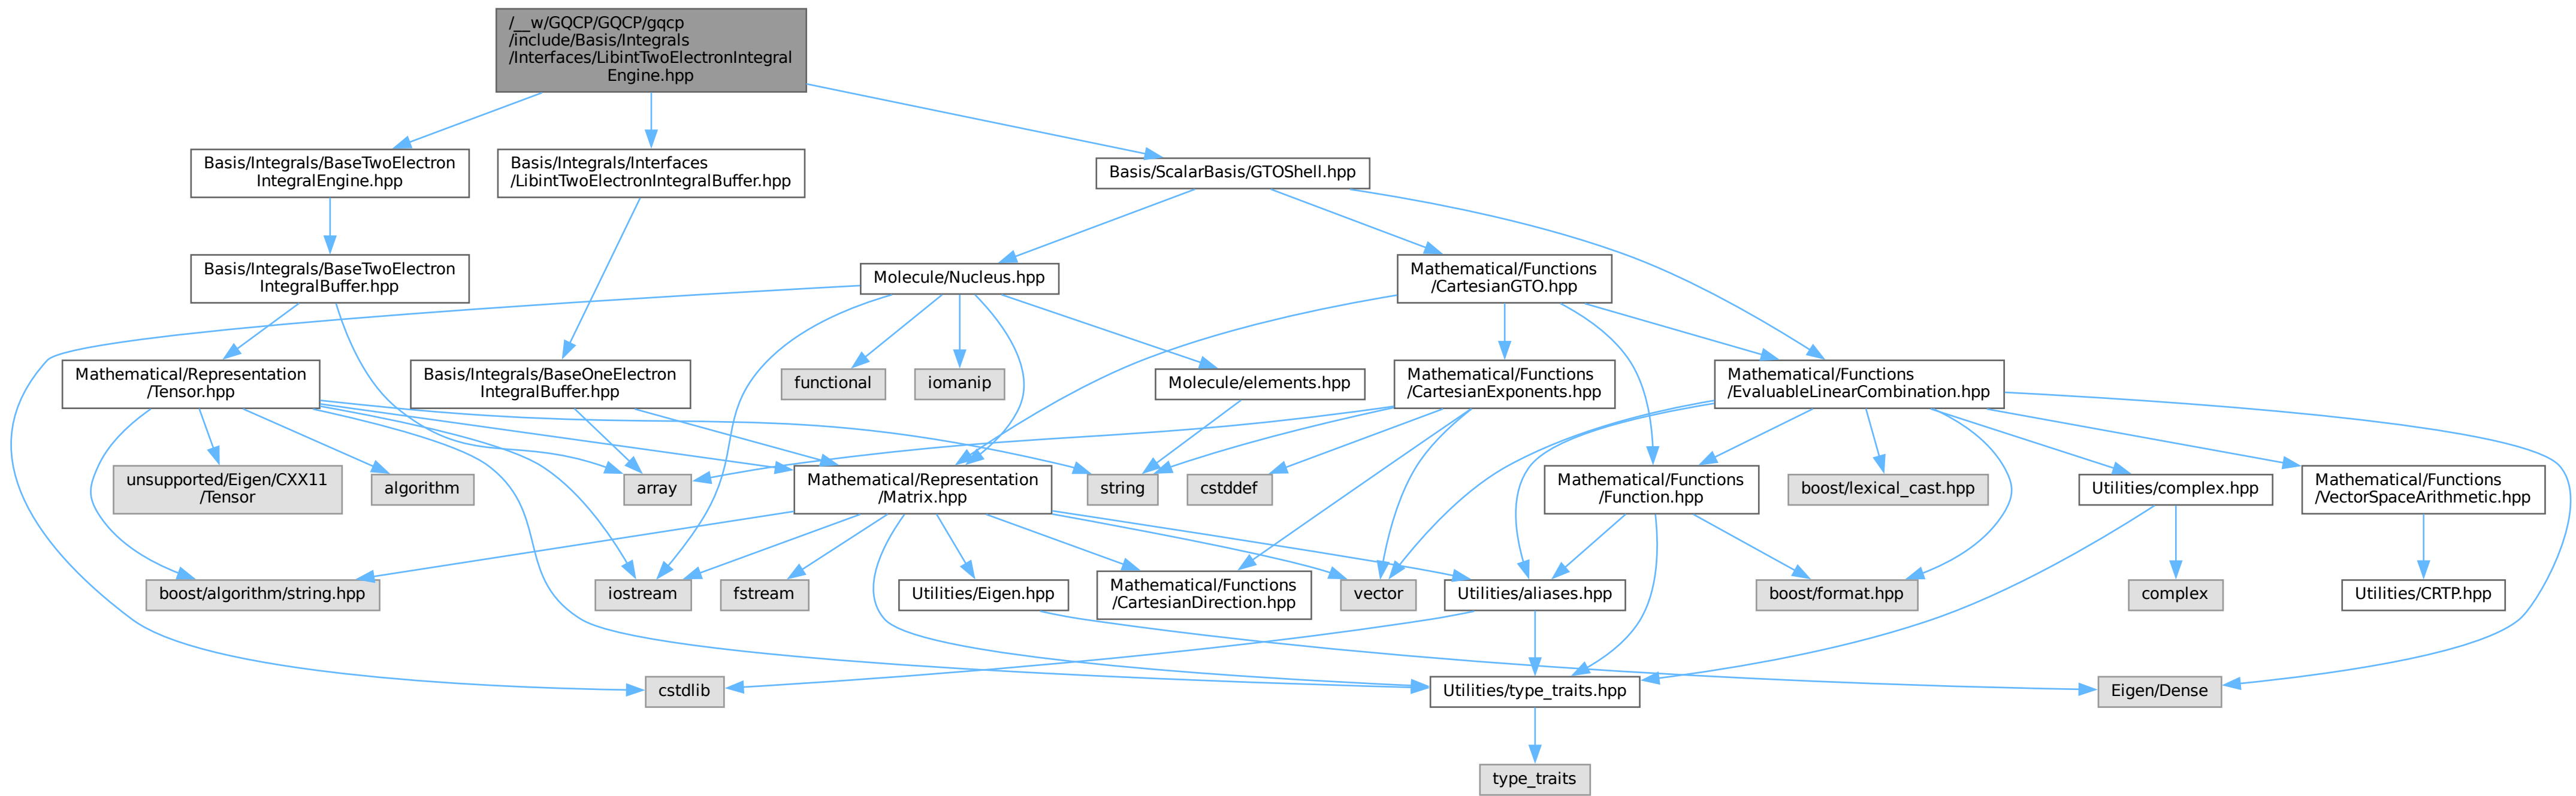 /__w/GQCP/GQCP/gqcp
/include/Basis/Integrals
/Interfaces/LibintTwoElectronIntegral
Engine.hpp
Basis/Integrals/BaseTwoElectron
IntegralEngine.hpp
Basis/Integrals/Interfaces
/LibintTwoElectronIntegralBuffer.hpp
Basis/ScalarBasis/GTOShell.hpp
Basis/Integrals/BaseTwoElectron
IntegralBuffer.hpp
Molecule/Nucleus.hpp
Mathematical/Functions
/CartesianGTO.hpp
Mathematical/Representation
/Tensor.hpp
Basis/Integrals/BaseOneElectron
IntegralBuffer.hpp
functional
iomanip
Molecule/elements.hpp
Mathematical/Functions
/CartesianExponents.hpp
Mathematical/Functions
/EvaluableLinearCombination.hpp
unsupported/Eigen/CXX11
/Tensor
algorithm
array
Mathematical/Representation
/Matrix.hpp
string
cstddef
Mathematical/Functions
/Function.hpp
boost/lexical_cast.hpp
Utilities/complex.hpp
Mathematical/Functions
/VectorSpaceArithmetic.hpp
boost/algorithm/string.hpp
iostream
fstream
Utilities/Eigen.hpp
Mathematical/Functions
/CartesianDirection.hpp
vector
Utilities/aliases.hpp
boost/format.hpp
complex
Utilities/CRTP.hpp
cstdlib
Utilities/type_traits.hpp
Eigen/Dense
type_traits